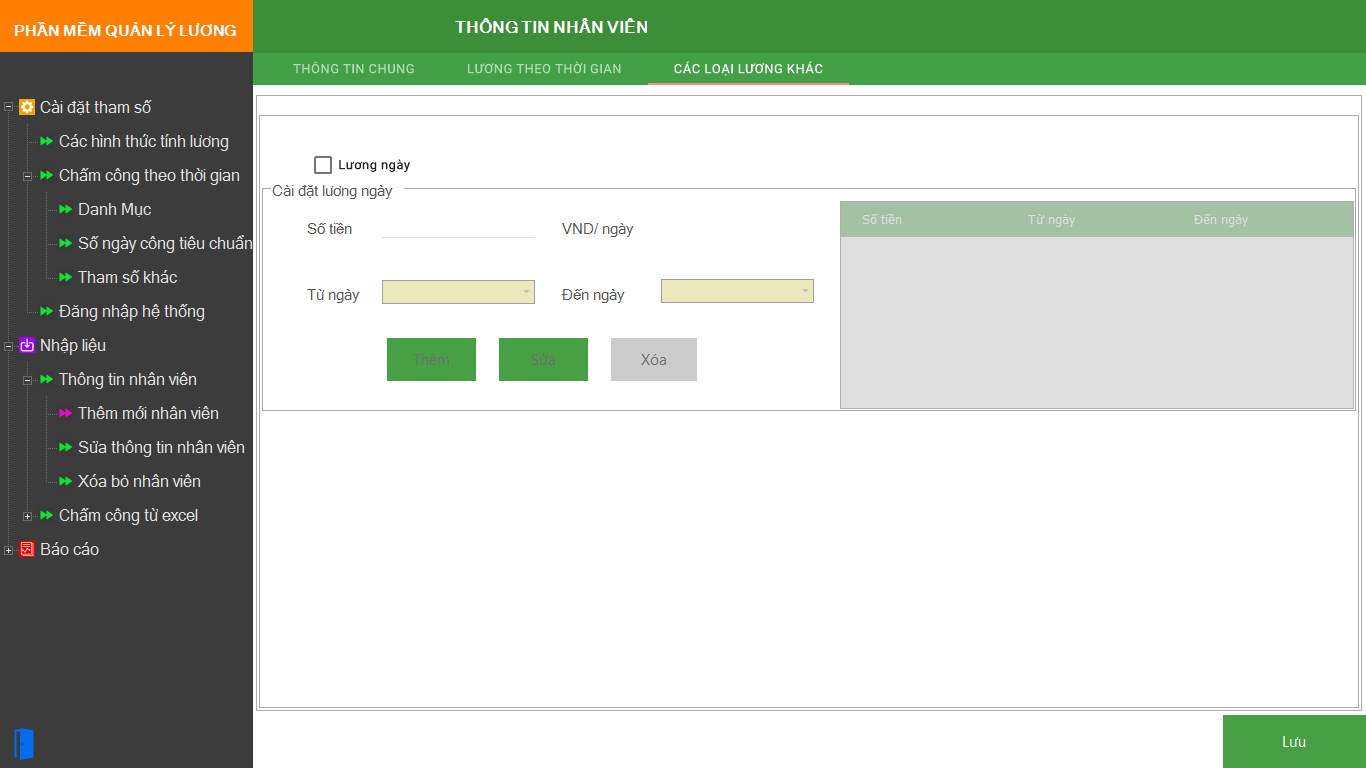 PHẦN MỀM QUẢN LÝ LƯƠNG
THÔNG TIN NHÂN VIÊN
THÔNG TIN CHUNG
LƯƠNG THEO THỜI GIAN
CÁC LOẠI LƯƠNG KHÁC
Cài đặt tham số
Các hình thức tính lương
Chấm công theo thời gian
Danh Mục
Số ngày công tiêu chuẩn
Tham số khác
Đăng nhập hệ thống
Nhập liệu
Thông tin nhân viên
Thêm mới nhân viên
Sửa thông tin nhân viên
Xóa bỏ nhân viên
Chấm công từ excel
Báo cáo
Lương ngày
Cài đặt lương ngày
Số tiền
VND/ ngày
Từ ngày
Đến ngày
Thêm
Sửa
Xóa
Số tiền
Từ ngày
Đến ngày
Lưu